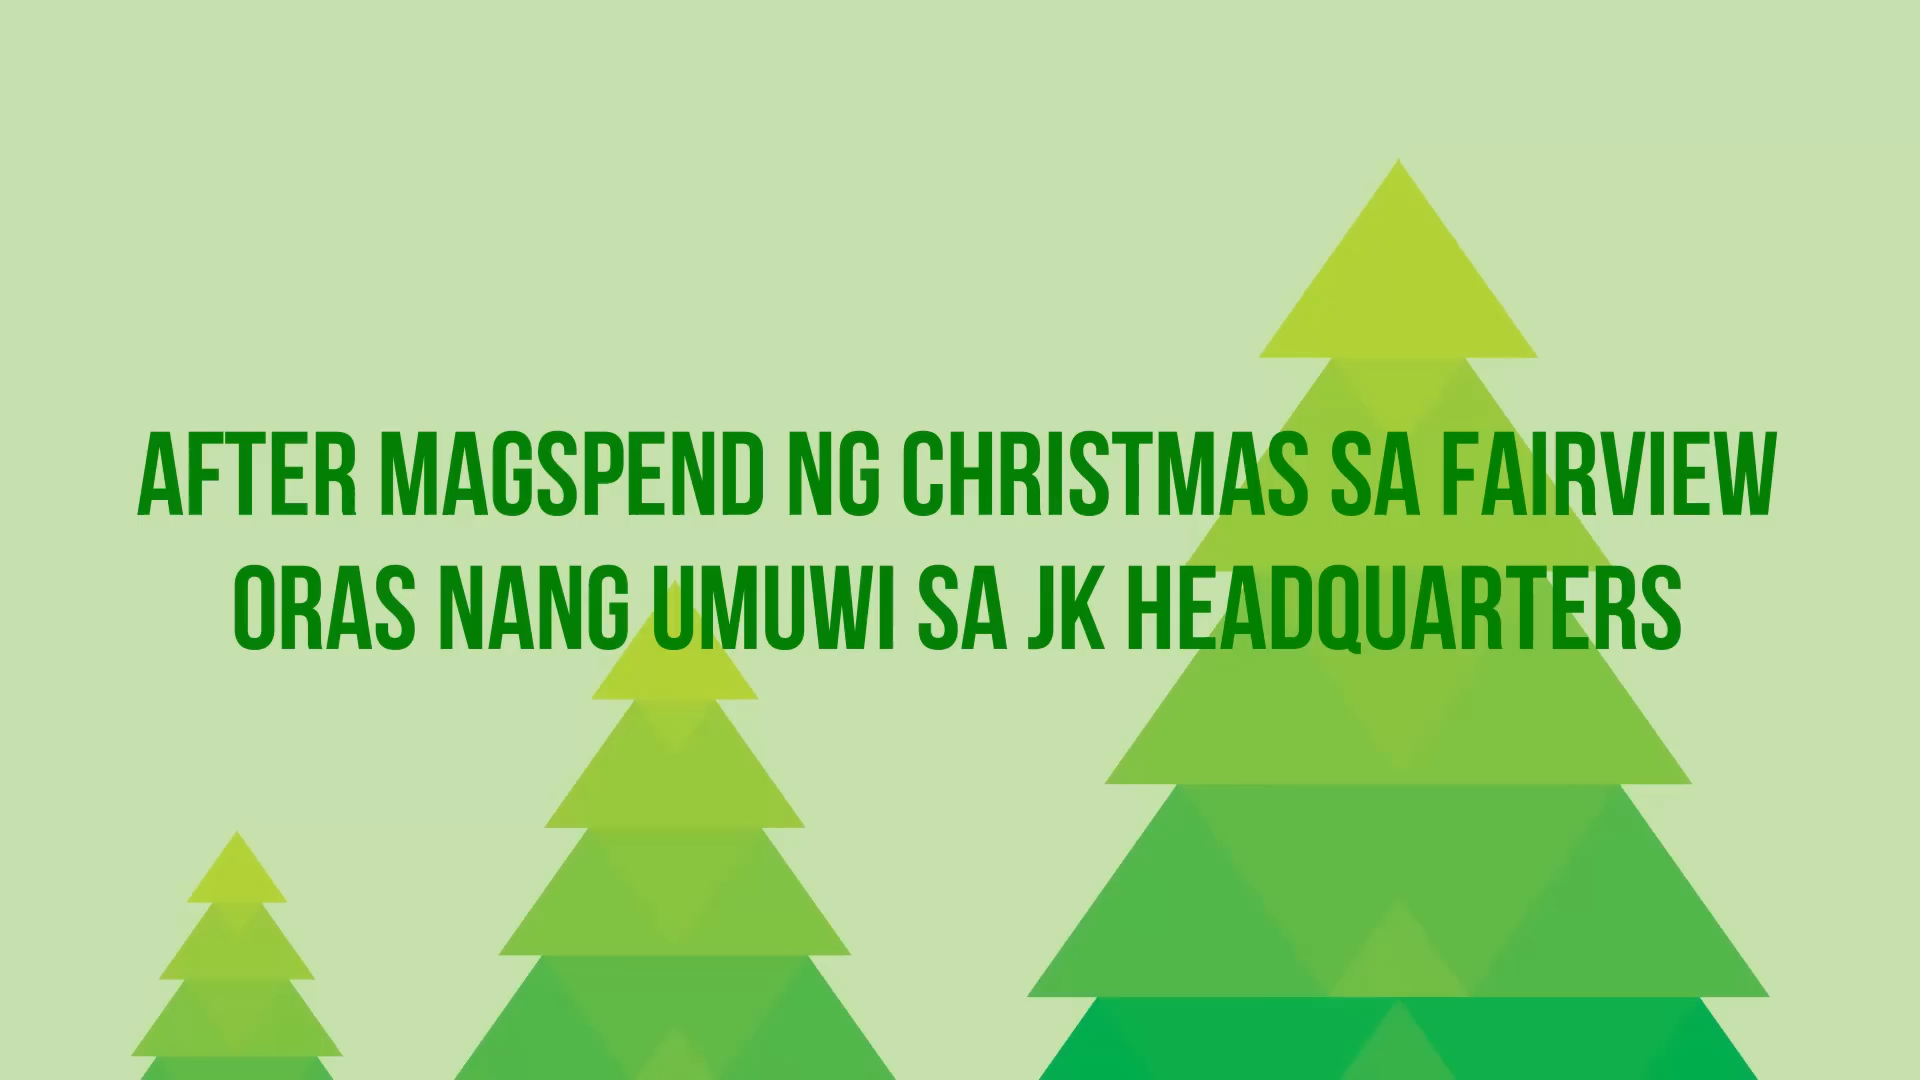 AFTER MAGSPEND NG CHRISTMAS SA FAIRVIEW
ORAS NANG UMUWI SA JK HEADQUARTERS